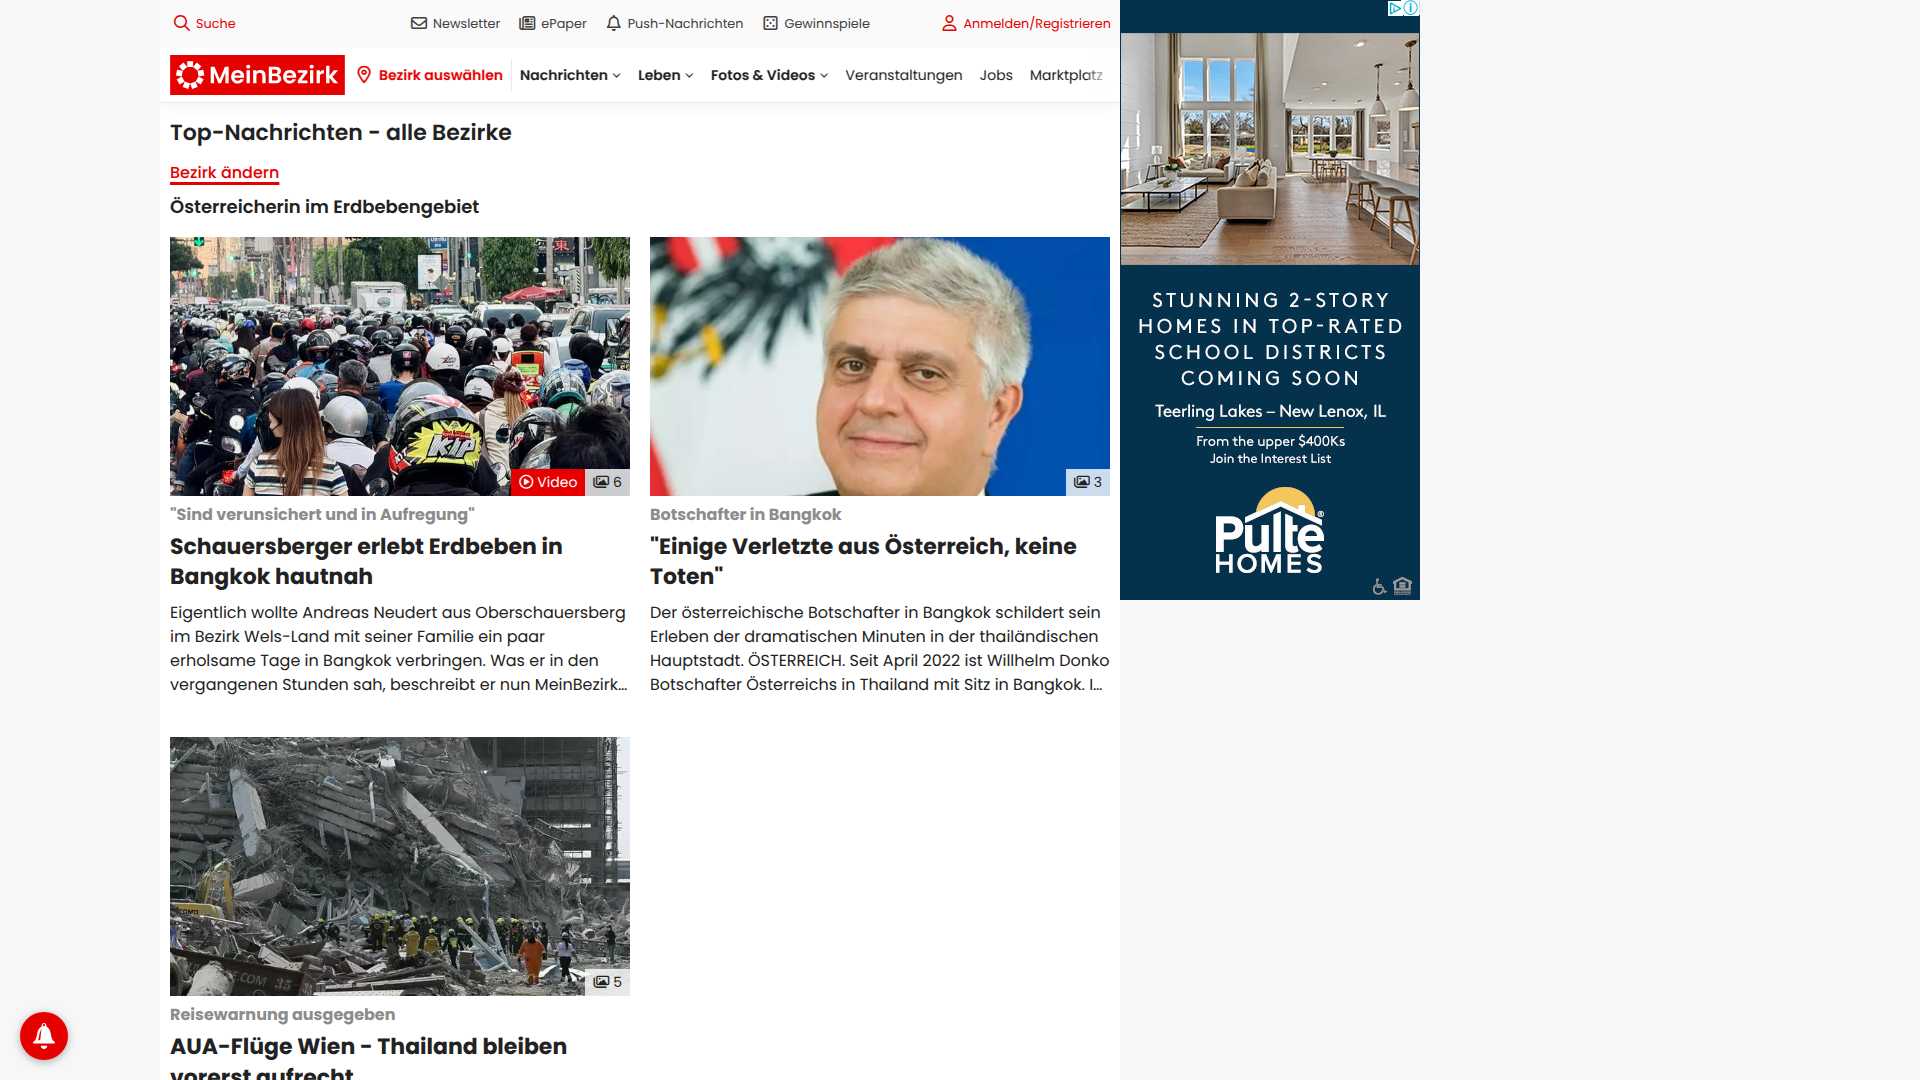 Suche
Newsletter
ePaper
Push-Nachrichten
Gewinnspiele
Anmelden/Registrieren
MeinBezirk
Bezirk auswählen
Nachrichten
Leben
Fotos & Videos
Veranstaltungen
Jobs
Marktplatz
Top-Nachrichten - alle Bezirke
Bezirk ändern
Österreicherin im Erdbebengebiet
KiP
Video
6
"Sind verunsichert und in Aufregung"
Schauersberger erlebt Erdbeben in
Bangkok hautnah
Eigentlich wollte Andreas Neudert aus Oberschauersberg
im Bezirk Wels-Land mit seiner Familie ein paar
erholsame Tage in Bangkok verbringen. Was er in den
vergangenen Stunden sah, beschreibt er nun MeinBezirk...
3
Botschafter in Bangkok
"Einige Verletzte aus Österreich, keine
Toten"
Der österreichische Botschafter in Bangkok schildert sein
Erleben der dramatischen Minuten in der thailändischen
Hauptstadt. ÖSTERREICH. Seit April 2022 ist Willhelm Donko
Botschafter Österreichs in Thailand mit Sitz in Bangkok. I...
.COM 35
5
Reisewarnung ausgegeben
AUA-Flüge Wien - Thailand bleiben
vorerst aufrecht
STUNNING 2-STORY
HOMES IN TOP-RATED
SCHOOL DISTRICTS
COMING SOON
Teerling Lakes – New Lenox, IL
From the upper $400Ks
Join the Interest List
Pulte®
HOMES